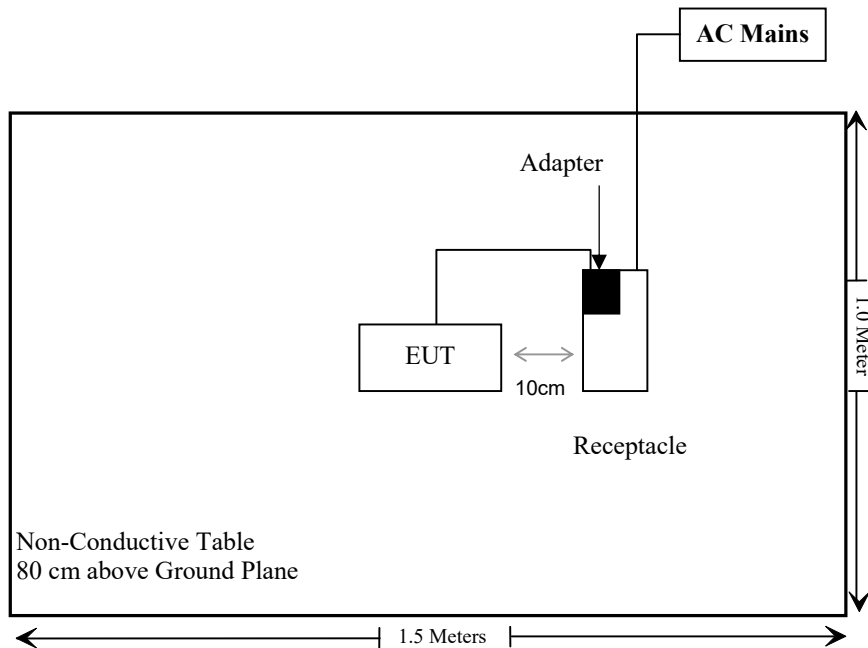 AC Mains
Adapter
EUT
10cm
1.0 Meter
Receptacle
Non-Conductive Table
80 cm above Ground Plane
1.5 Meters